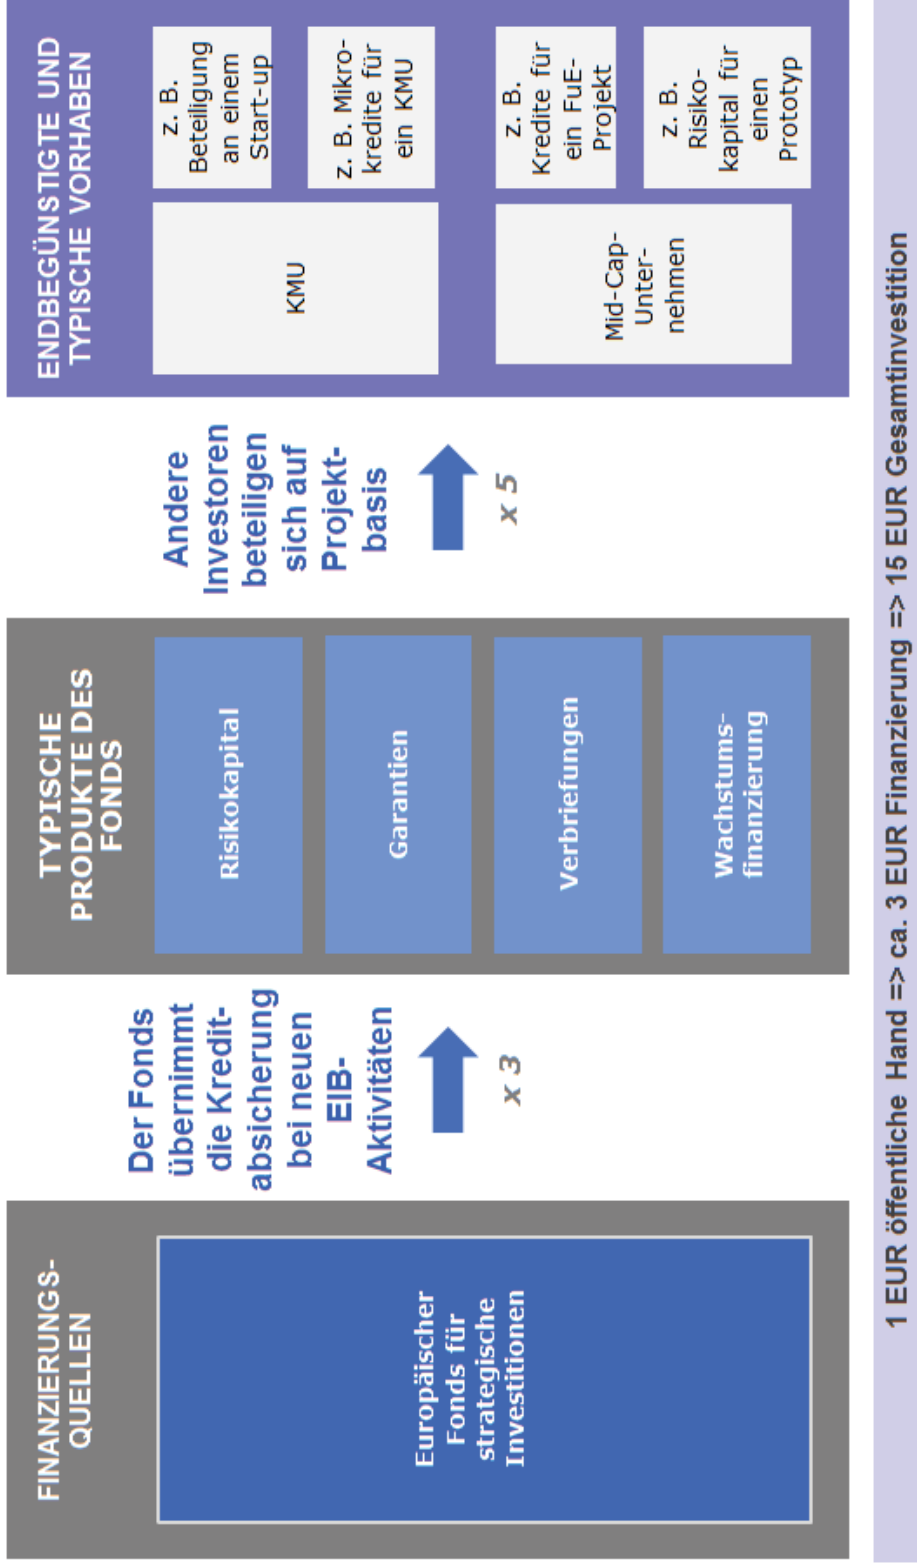 FINANZIERUNGS-
QUELLEN
Europäischer
Fonds für
strategische
Investitionen
Der Fonds
übernimmt
die Kredit-
absicherung
bei neuen
EIB-
Aktivitäten
x 3
TYPISCHE
PRODUKTE DES
FONDS
Risikokapital
Garantien
Verbriefungen
Wachstums-
finanzierung
Andere
Investoren
beteiligen
sich auf
Projekt-
basis
x 5
ENDBEGÜNSTIGTE UND
TYPISCHE VORHABEN
KMU
z. B.
Beteiligung
an einem
Start-up
z. B. Mikro-
kredite für
ein KMU
Mid-Cap-
Unter-
nehmen
z. B.
Kredite für
ein FuE-
Projekt
z. B.
Risiko-
kapital für
einen
Prototyp
1 EUR öffentliche Hand => ca. 3 EUR Finanzierung => 15 EUR Gesamtinvestition